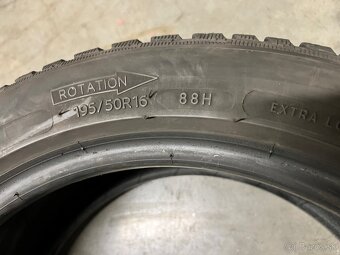 ROTATION
195/50R16 88H
EXTRA L